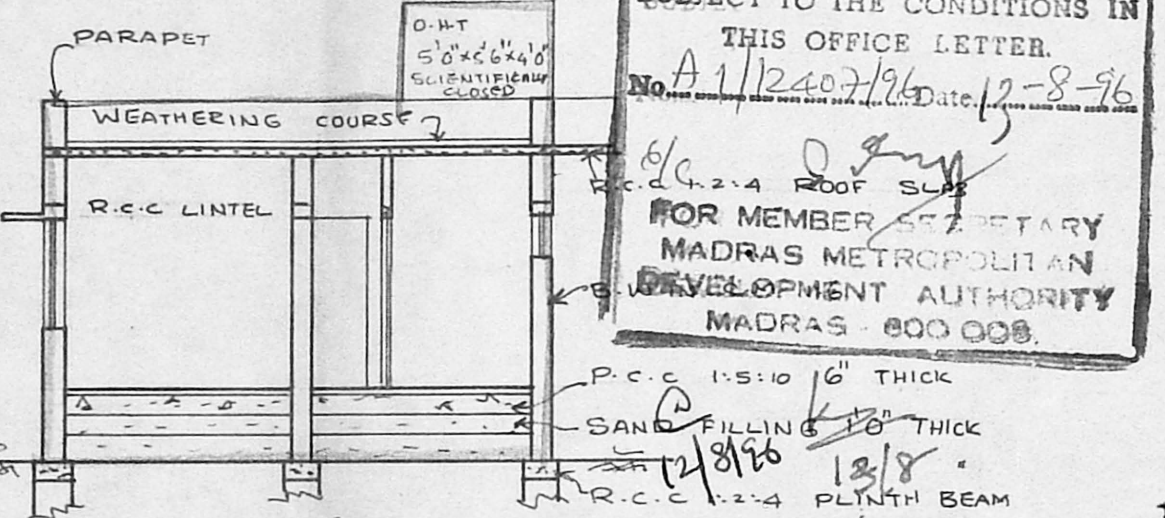 PARAPET
O.H.T
5'0"x5'6"x4'0"
SCIENTIFICALLY
CLOSED
WEATHERING COURSE
R.C.C LINTEL
TO THE CONDITIONS IN
THIS OFFICE LETTER.
No. A1/12407/96 Date. 12-8-96
R.C.C 1:2:4 ROOF SLAB
FOR MEMBER SECRETARY
MADRAS METROPOLITAN
DEVELOPMENT AUTHORITY
MADRAS - 600 008.
P.C.C 1:5:10 6" THICK
SAND FILLING THICK
12/8/96 13/8
R.C.C 1:2:4 PLINTH BEAM